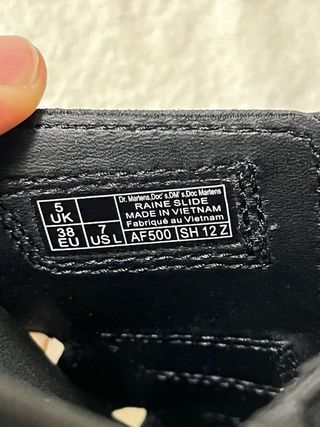 5 UK
38 EU
7 US L
Dr. Martens,Doc's.DM's,Doc Martens
RAINE SLIDE
MADE IN VIETNAM
Fabriqué au Vietnam
AF500
SH 12 Z